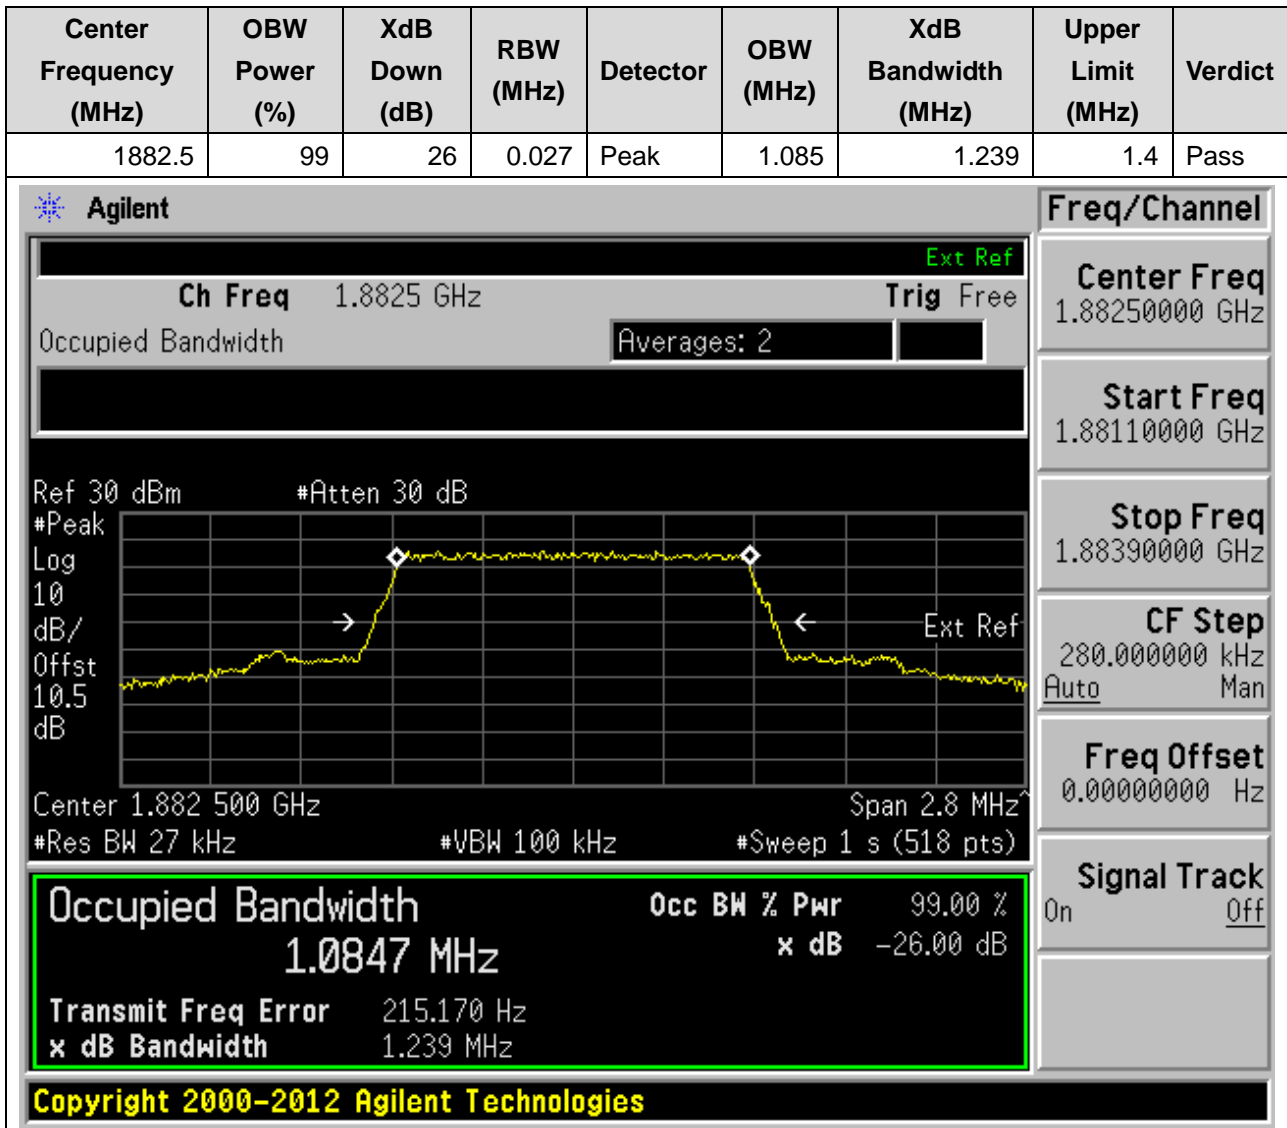 Center Frequency (MHz) OBW Power (%) XdB Down (dB) RBW (MHz) Detector OBW (MHz) XdB Bandwidth (MHz) Upper Limit (MHz) Verdict
1882.5 99 26 0.027 Peak 1.085 1.239 1.4 Pass
Agilent
Freq/Channel
Ext Ref
Ch Freq 1.8825 GHz Trig Free
Occupied Bandwidth Averages: 2
Center Freq
1.88250000 GHz
Start Freq
1.88110000 GHz
Stop Freq
1.88390000 GHz
CF Step
280.000000 kHz
Auto Man
Freq Offset
0.00000000 Hz
Signal Track
On Off
Ref 30 dBm #Atten 30 dB
#Peak
Log
10
dB/
Offst
10.5
dB
Ext Ref
Center 1.882 500 GHz Span 2.8 MHz^
#Res BW 27 kHz #VBW 100 kHz #Sweep 1 s (518 pts)
Occupied Bandwidth Occ BW % Pwr 99.00 %
1.0847 MHz x dB -26.00 dB
Transmit Freq Error 215.170 Hz
x dB Bandwidth 1.239 MHz
Copyright 2000-2012 Agilent Technologies